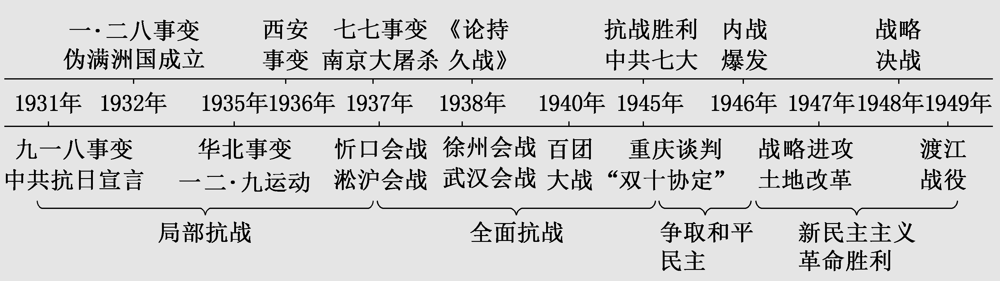 一·二八事变 西安 七七事变 《论持 抗战胜利 内战 战略
伪满洲国成立 事变 南京大屠杀 久战》 中共七大 爆发 决战
1931年 1932年 1935年 1936年 1937年 1938年 1940年 1945年 1946年 1947年 1948年 1949年
九一八事变 华北事变 忻口会战 徐州会战 百团 重庆谈判 战略进攻 渡江
中共抗日宣言 一二·九运动 淞沪会战 武汉会战 大战 “双十协定” 土地改革 战役
局部抗战 全面抗战 争取和平 新民主主义
民主 革命胜利